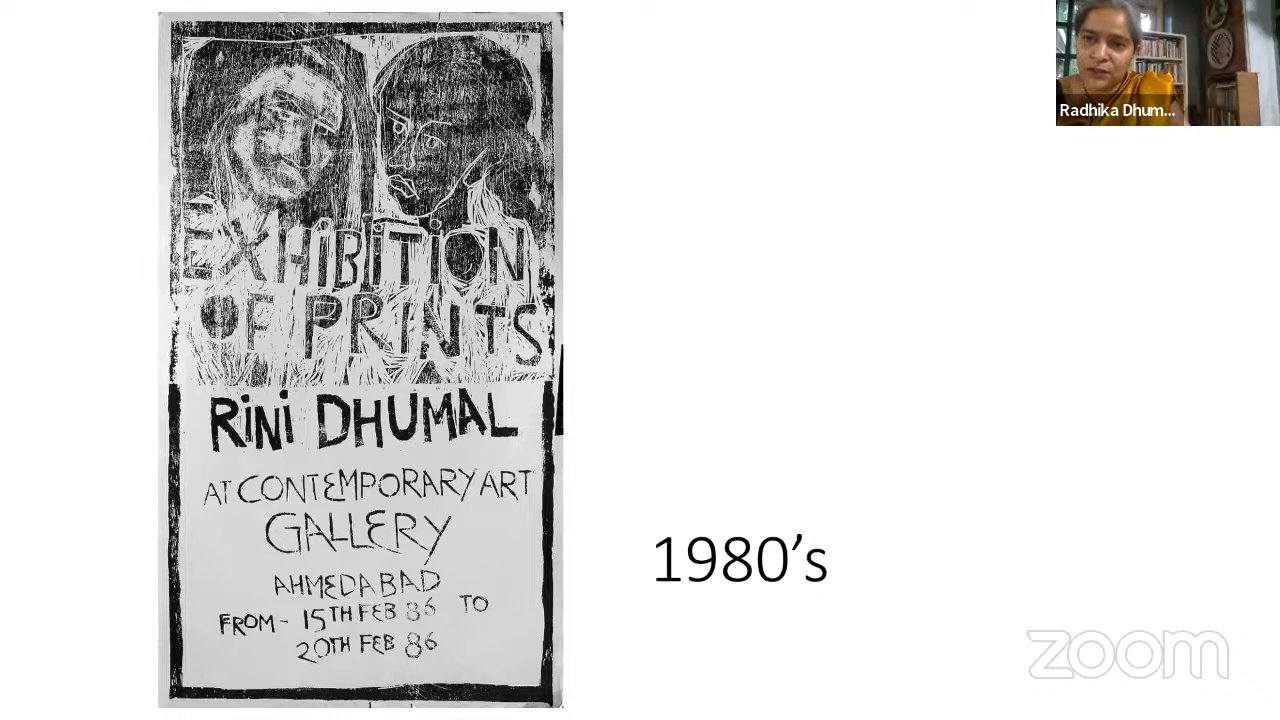 EXHiBiTiON
OF PRINTS
RiNi DHUMAL
AT CONTEMPORARY ART
GALLERY
AHMEDABAD
FROM - 15TH FEB 86 TO
20TH FEB 86
1980’s
Radhika Dhum...
zoom